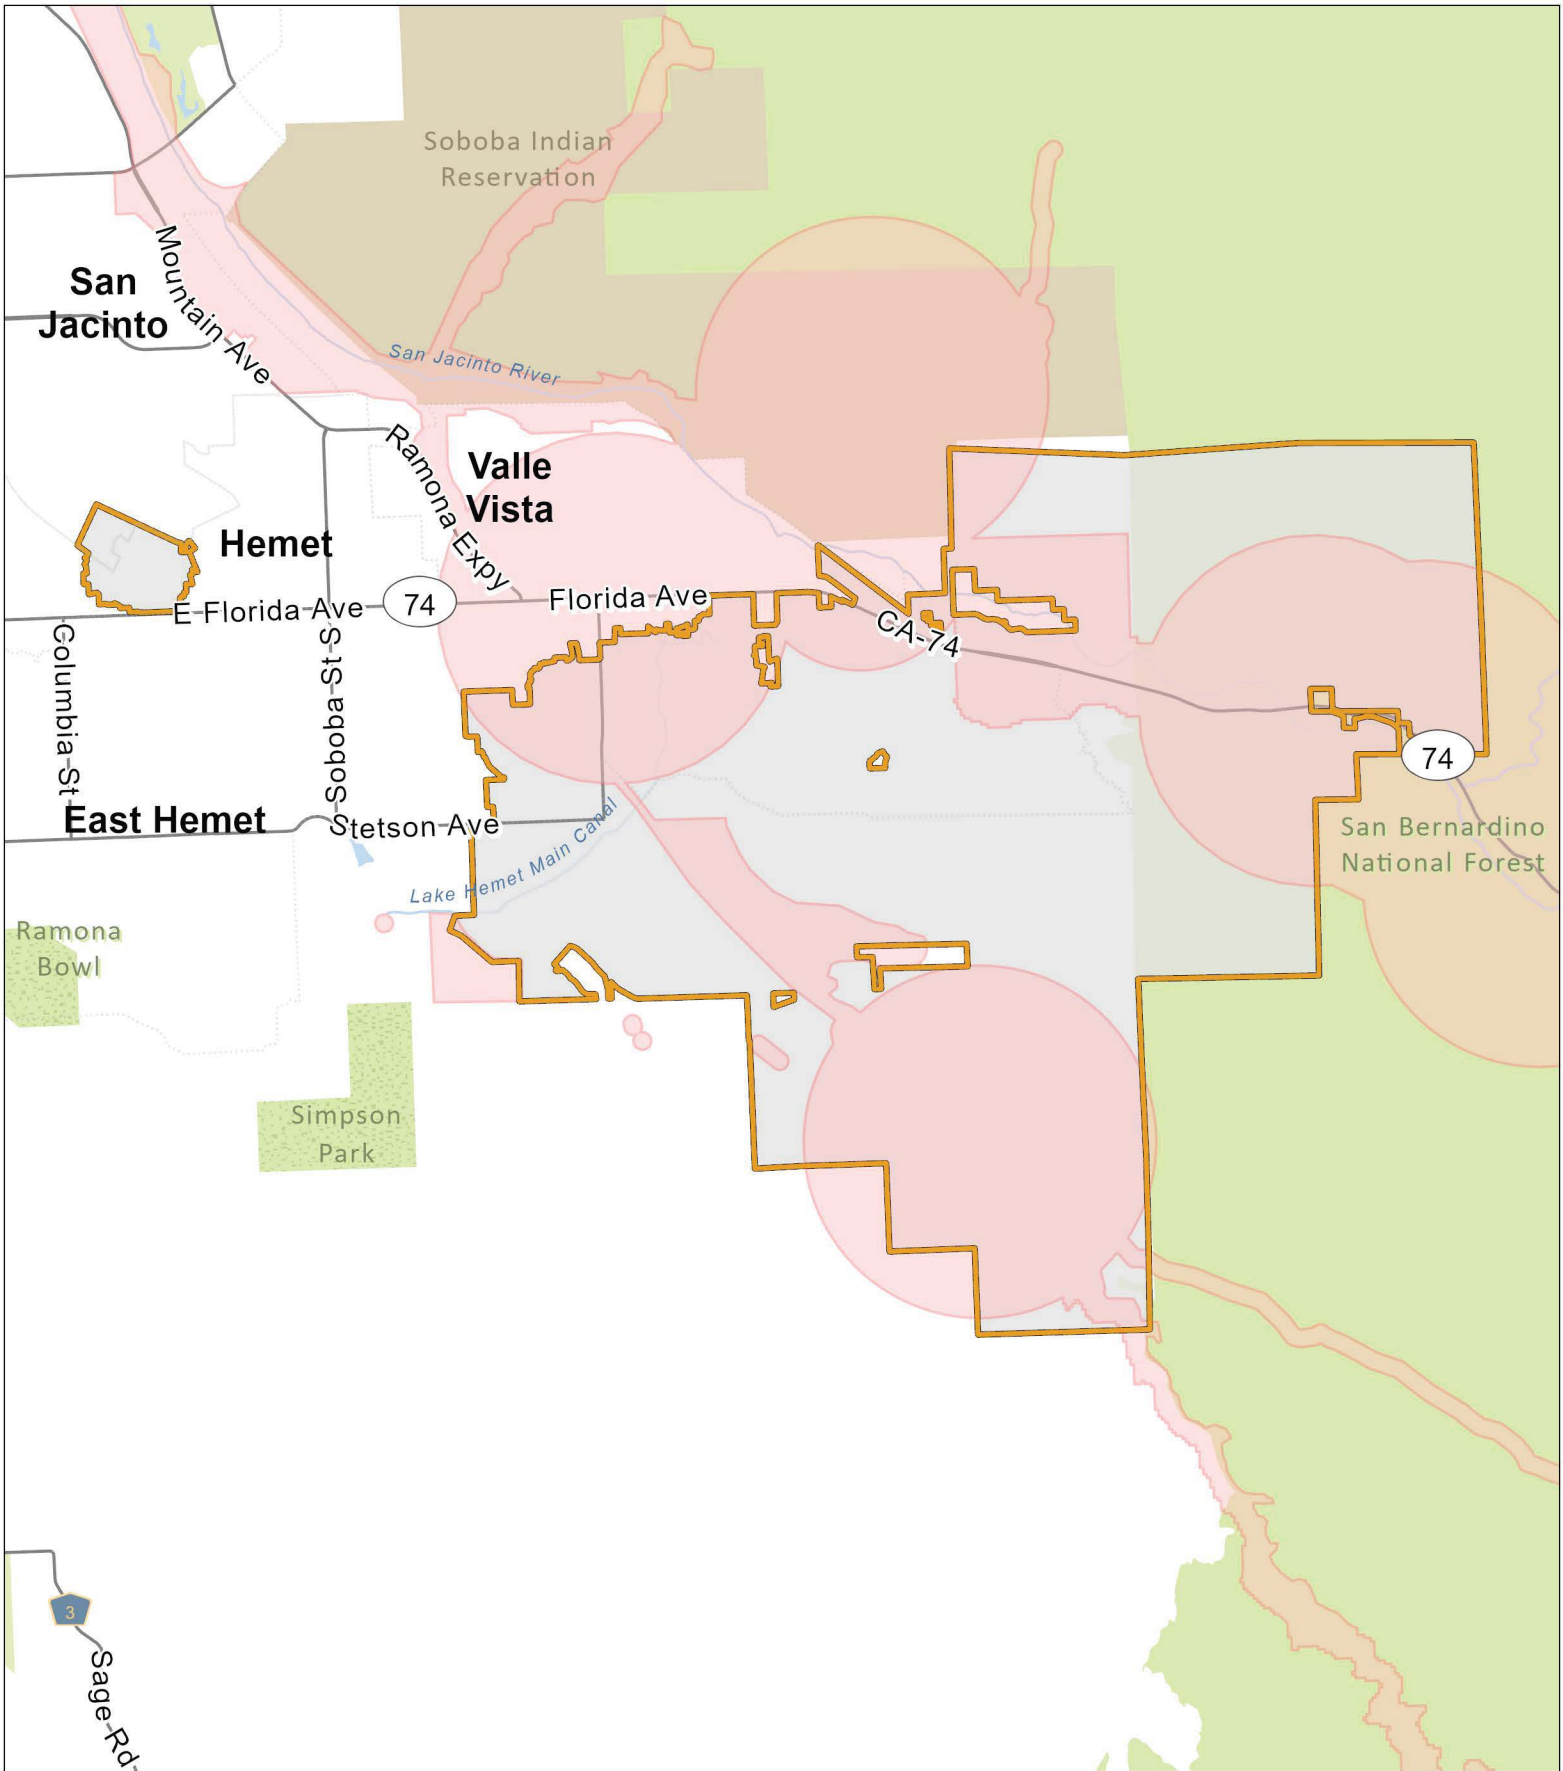 Soboba Indian
Reservation
San
Jacinto
Mountain Ave
San Jacinto River
Ramona Expy
Valle
Vista
Hemet
E Florida Ave
74
Florida Ave
CA-74
Columbia St
Soboba St S
74
East Hemet
Stetson Ave
Lake Hemet Main Canal
San Bernardino
National Forest
Ramona
Bowl
Simpson
Park
3
Sage Rd